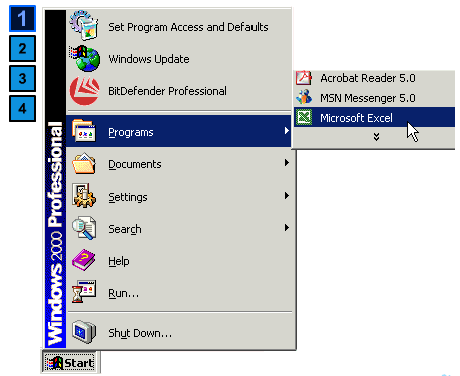 1
2
3
4
Set Program Access and Defaults
Windows Update
BitDefender Professional
Programs
Documents
Settings
Search
Help
Run...
Shut Down...
Acrobat Reader 5.0
MSN Messenger 5.0
Microsoft Excel
Windows 2000 Professional
Start